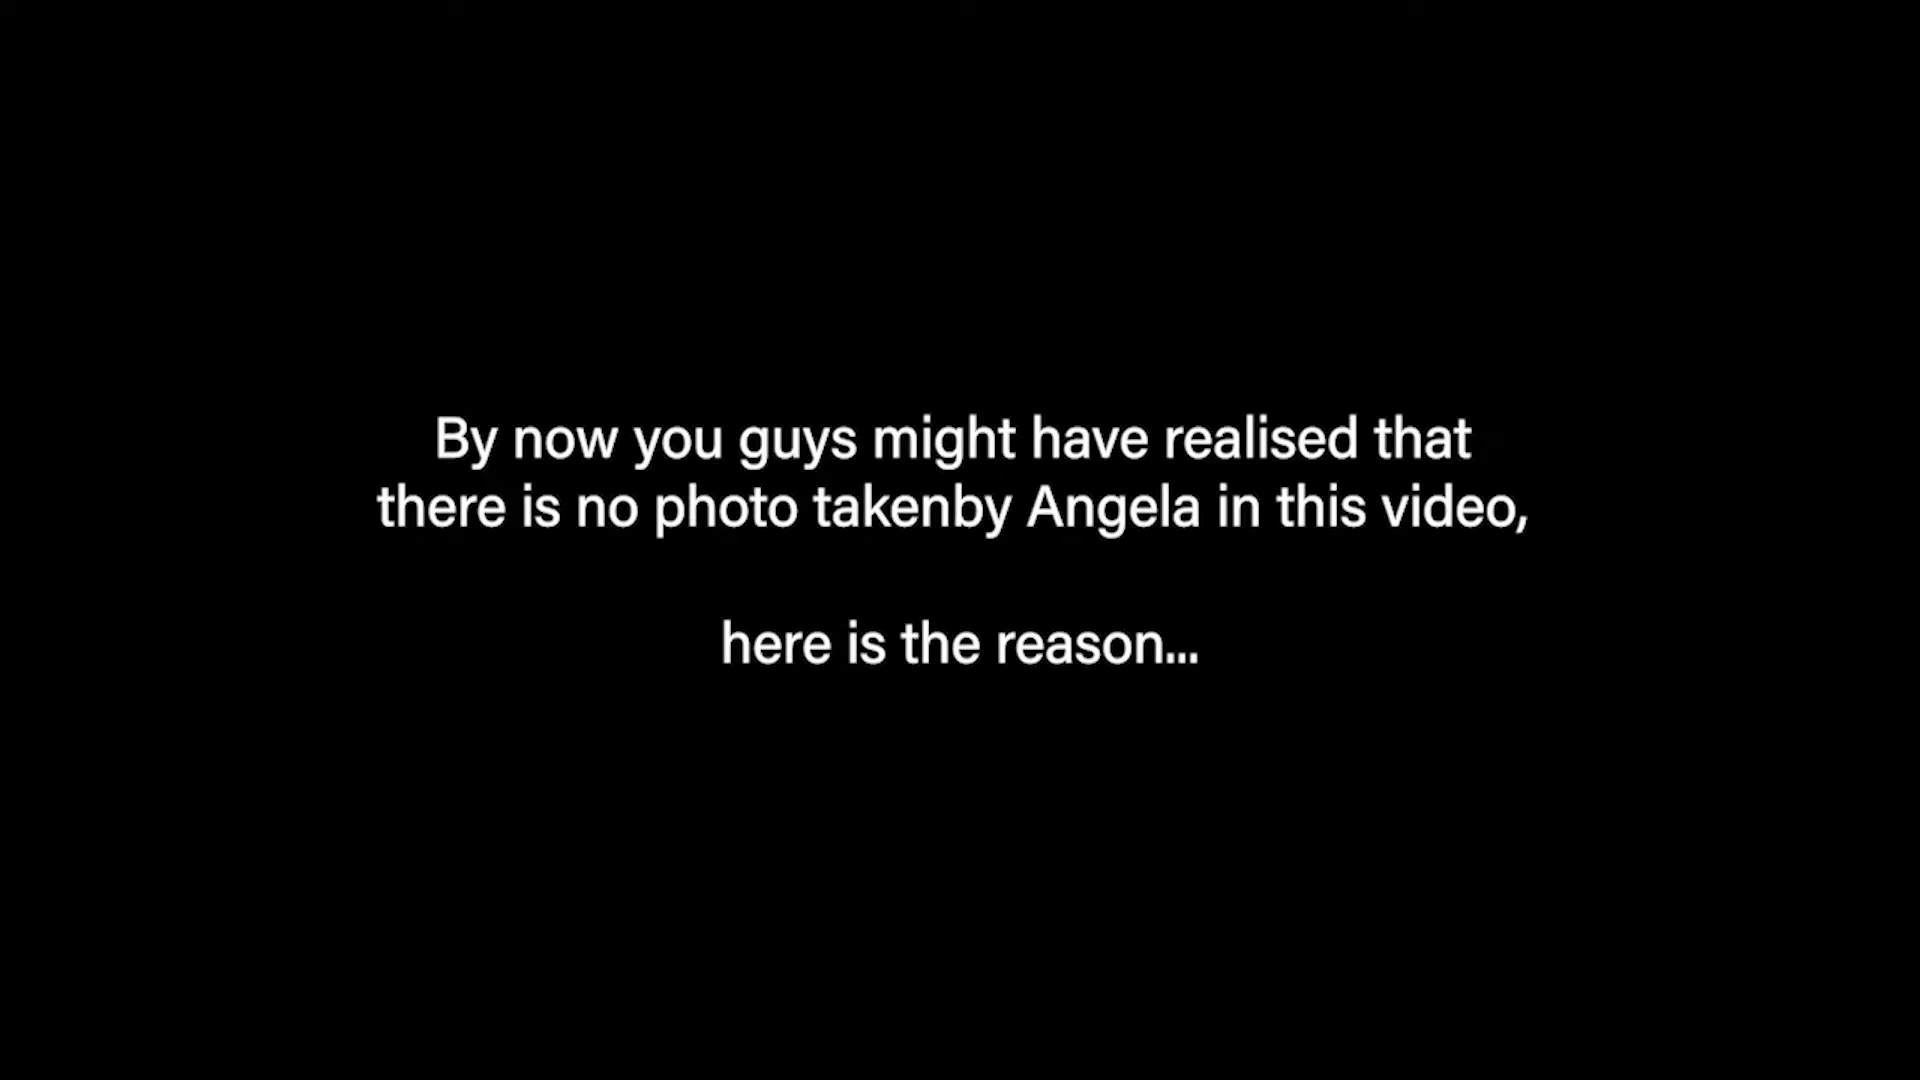 By now you guys might have realised that
there is no photo takenby Angela in this video,
here is the reason...